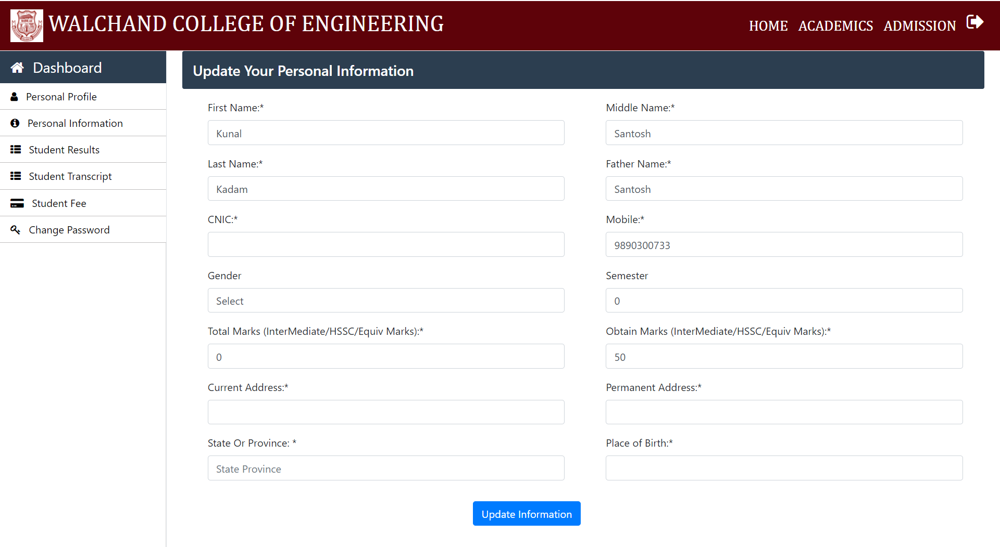 WALCHAND COLLEGE OF ENGINEERING
HOME ACADEMICS ADMISSION
Dashboard
Personal Profile
Personal Information
Student Results
Student Transcript
Student Fee
Change Password
Update Your Personal Information
First Name:*
Kunal
Middle Name:*
Santosh
Last Name:*
Kadam
Father Name:*
Santosh
CNIC:*
Mobile:*
9890300733
Gender
Select
Semester
0
Total Marks (InterMediate/HSSC/Equiv Marks):*
0
Obtain Marks (InterMediate/HSSC/Equiv Marks):*
50
Current Address:*
Permanent Address:*
State Or Province: *
State Province
Place of Birth:*
Update Information